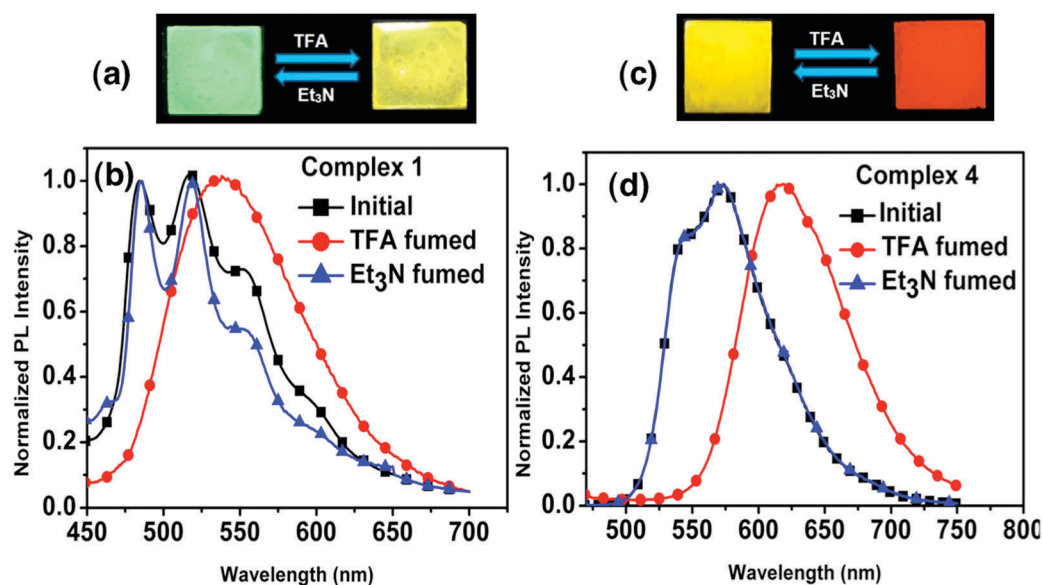 (a)
TFA
Et3N
(c)
TFA
Et3N
(b)
Complex 1
Initial
TFA fumed
Et3N fumed
Normalized PL Intensity
1.0
0.8
0.6
0.4
0.2
0.0
450 500 550 600 650 700
Wavelength (nm)
(d)
Complex 4
Initial
TFA fumed
Et3N fumed
Normalized PL Intensity
1.0
0.8
0.6
0.4
0.2
0.0
500 550 600 650 700 750 800
Wavelength (nm)